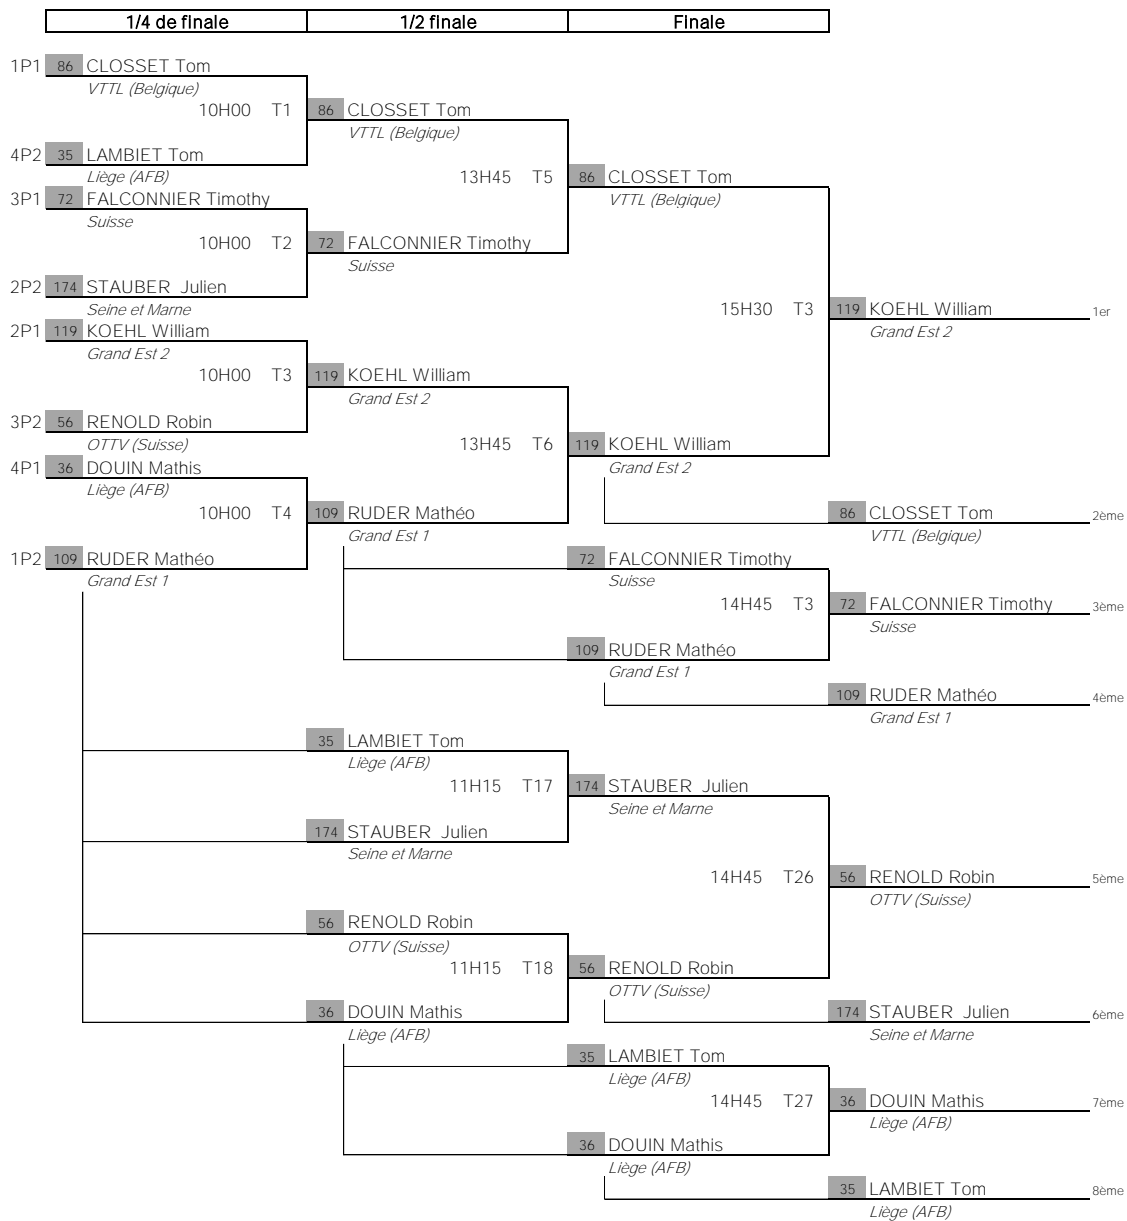 1/4 de finale 1/2 finale Finale
1P1 86 CLOSSET Tom
VTTL (Belgique)
10H00 T1 86 CLOSSET Tom
VTTL (Belgique)
4P2 35 LAMBIET Tom
Liège (AFB)
13H45 T5 86 CLOSSET Tom
VTTL (Belgique)
3P1 72 FALCONNIER Timothy
Suisse
10H00 T2 72 FALCONNIER Timothy
Suisse
2P2 174 STAUBER Julien
Seine et Marne
15H30 T3 119 KOEHL William 1er
Grand Est 2
2P1 119 KOEHL William
Grand Est 2
10H00 T3 119 KOEHL William
Grand Est 2
3P2 56 RENOLD Robin
OTTV (Suisse)
13H45 T6 119 KOEHL William
Grand Est 2
4P1 36 DOUIN Mathis
Liège (AFB)
10H00 T4 109 RUDER Mathéo
Grand Est 1
86 CLOSSET Tom 2ème
VTTL (Belgique)
1P2 109 RUDER Mathéo
Grand Est 1
72 FALCONNIER Timothy
Suisse
14H45 T3 72 FALCONNIER Timothy 3ème
Suisse
109 RUDER Mathéo
Grand Est 1
109 RUDER Mathéo 4ème
Grand Est 1
35 LAMBIET Tom
Liège (AFB)
11H15 T17 174 STAUBER Julien
Seine et Marne
174 STAUBER Julien
Seine et Marne
14H45 T26 56 RENOLD Robin 5ème
OTTV (Suisse)
56 RENOLD Robin
OTTV (Suisse)
11H15 T18 56 RENOLD Robin
OTTV (Suisse)
36 DOUIN Mathis
Liège (AFB)
174 STAUBER Julien 6ème
Seine et Marne
35 LAMBIET Tom
Liège (AFB)
14H45 T27 36 DOUIN Mathis 7ème
Liège (AFB)
36 DOUIN Mathis
Liège (AFB)
35 LAMBIET Tom 8ème
Liège (AFB)